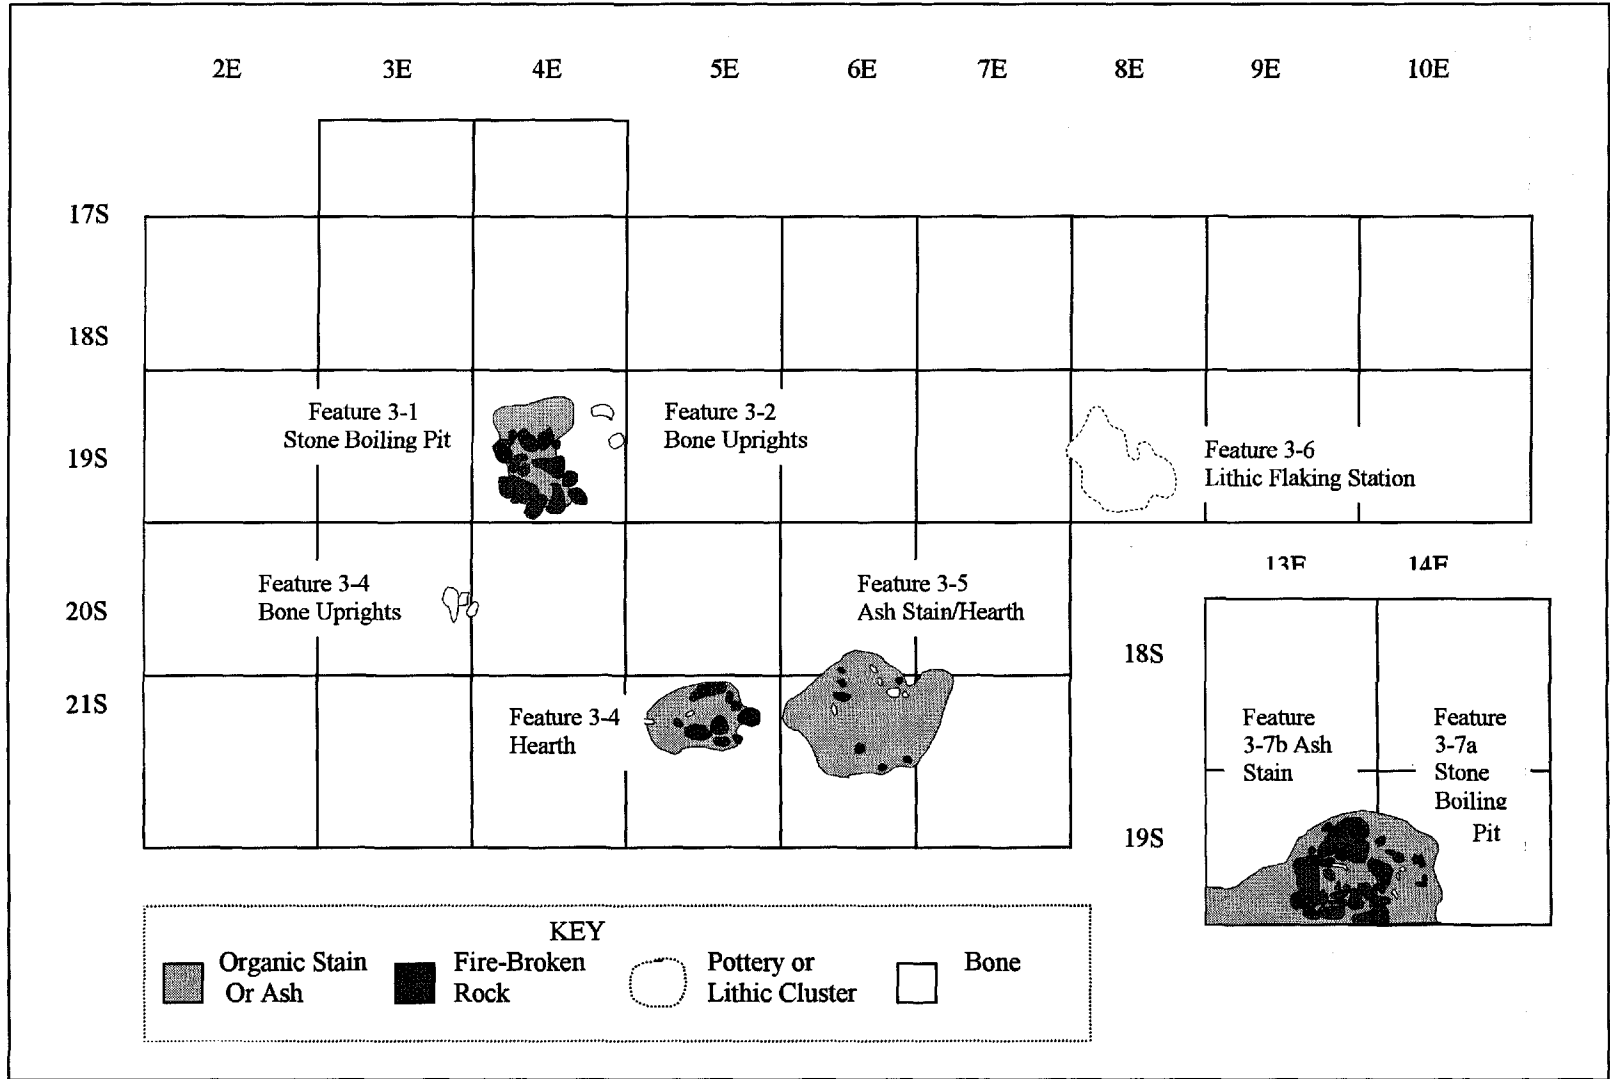 2E 3E 4E 5E 6E 7E 8E 9E 10E
17S
18S
19S
20S
21S
Feature 3-1
Stone Boiling Pit
Feature 3-2
Bone Uprights
Feature 3-6
Lithic Flaking Station
Feature 3-4
Bone Uprights
Feature 3-5
Ash Stain/Hearth
Feature 3-4
Hearth
13E 14E
18S
19S
Feature
3-7b Ash
Stain
Feature
3-7a
Stone
Boiling
Pit
KEY
Organic Stain
Or Ash
Fire-Broken
Rock
Pottery or
Lithic Cluster
Bone